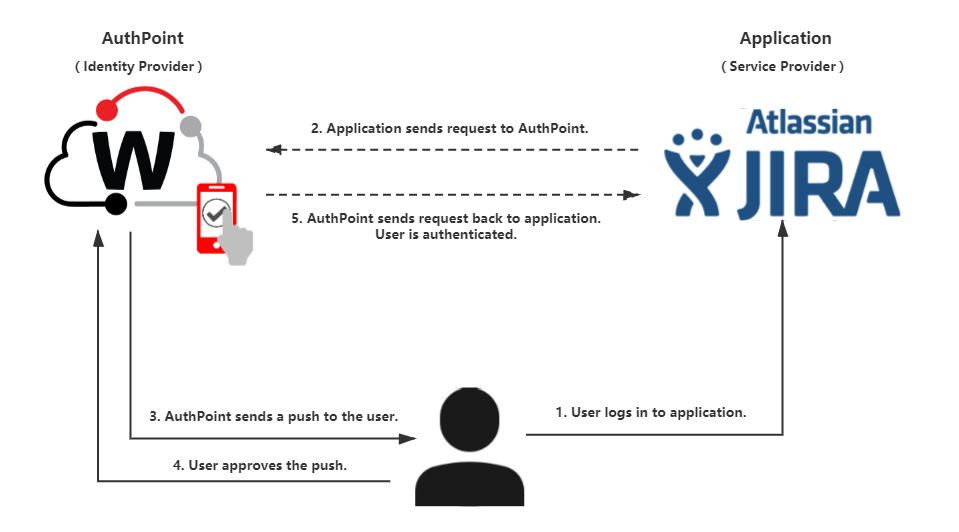 AuthPoint
( Identity Provider )
Application
( Service Provider )
W
Atlassian
JIRA
2. Application sends request to AuthPoint.
5. AuthPoint sends request back to application.
User is authenticated.
3. AuthPoint sends a push to the user.
1. User logs in to application.
4. User approves the push.